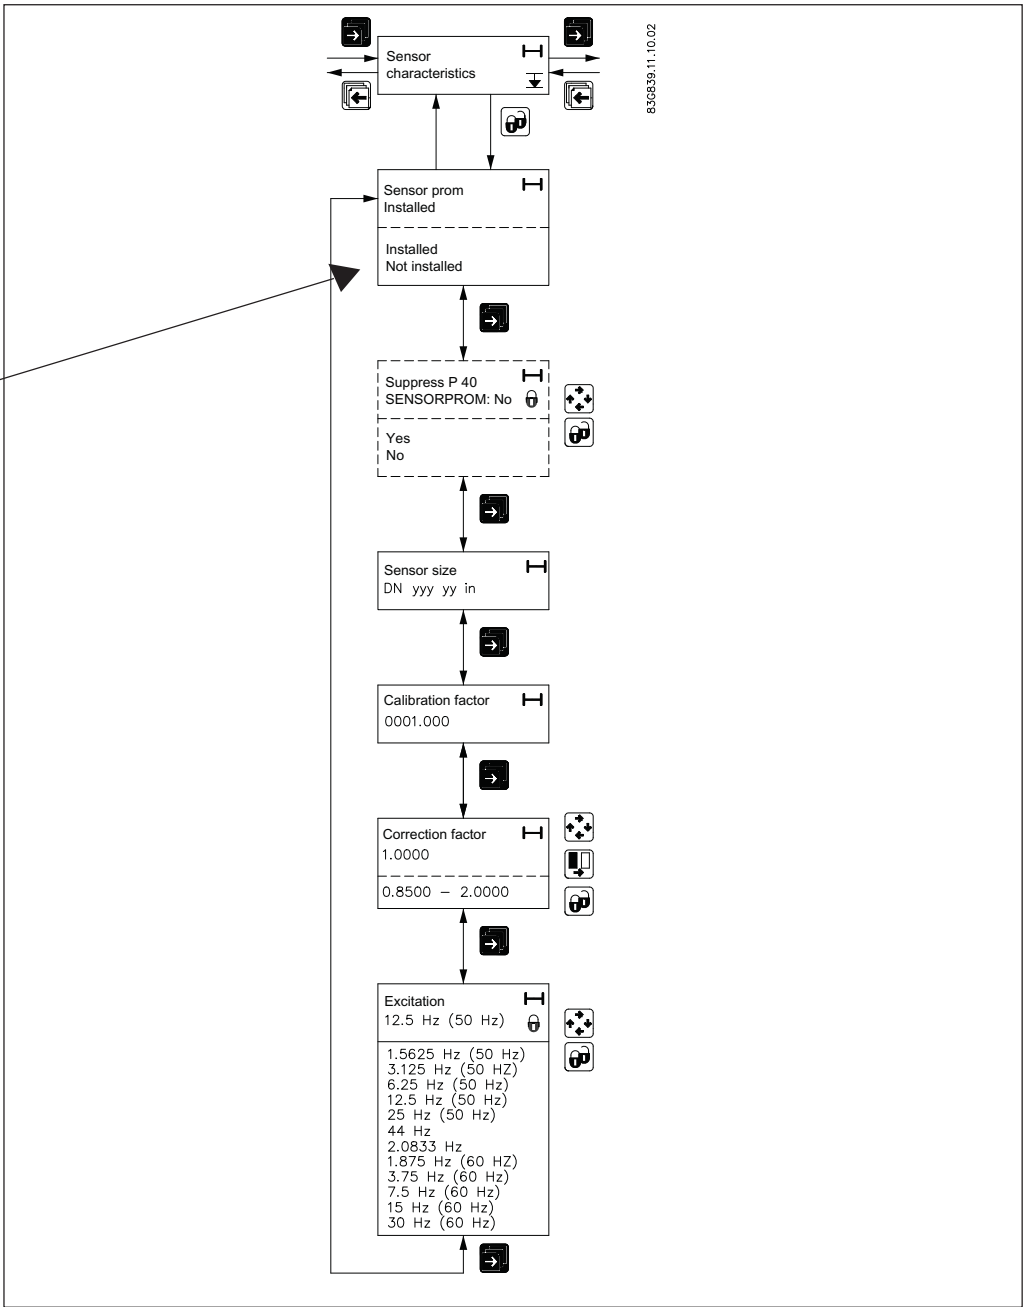 Sensor
characteristics
83G839.11.10.02
Sensor prom
Installed
Installed
Not installed
Suppress P 40
SENSORPROM: No
Yes
No
Sensor size
DN yyy yy in
Calibration factor
0001.000
Correction factor
1.0000
0.8500 – 2.0000
Excitation
12.5 Hz (50 Hz)
1.5625 Hz (50 Hz)
3.125 Hz (50 HZ)
6.25 Hz (50 Hz)
12.5 Hz (50 Hz)
25 Hz (50 Hz)
44 Hz
2.0833 Hz
1.875 Hz (60 HZ)
3.75 Hz (60 Hz)
7.5 Hz (60 Hz)
15 Hz (60 Hz)
30 Hz (60 Hz)